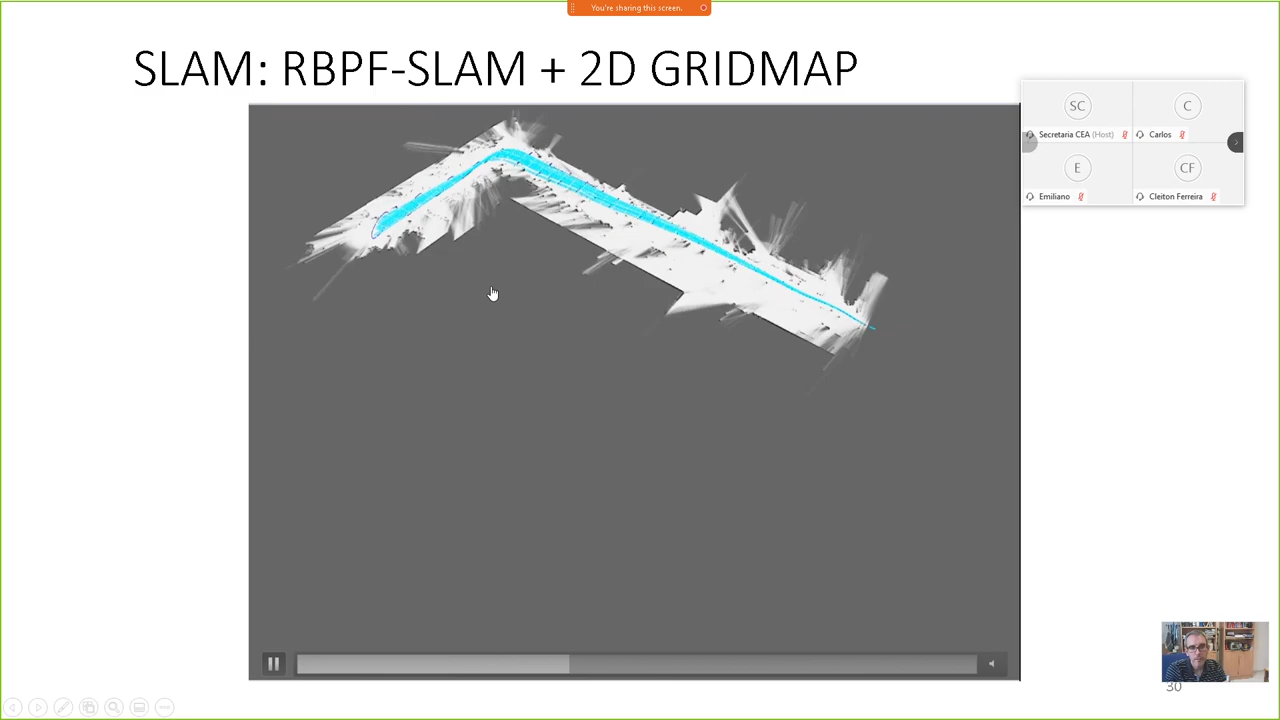 You're sharing this screen.
SLAM: RBPF-SLAM + 2D GRIDMAP
SC
C
Secretaria CEA (Host)
Carlos
E
CF
Emiliano
Cleiton Ferreira
30